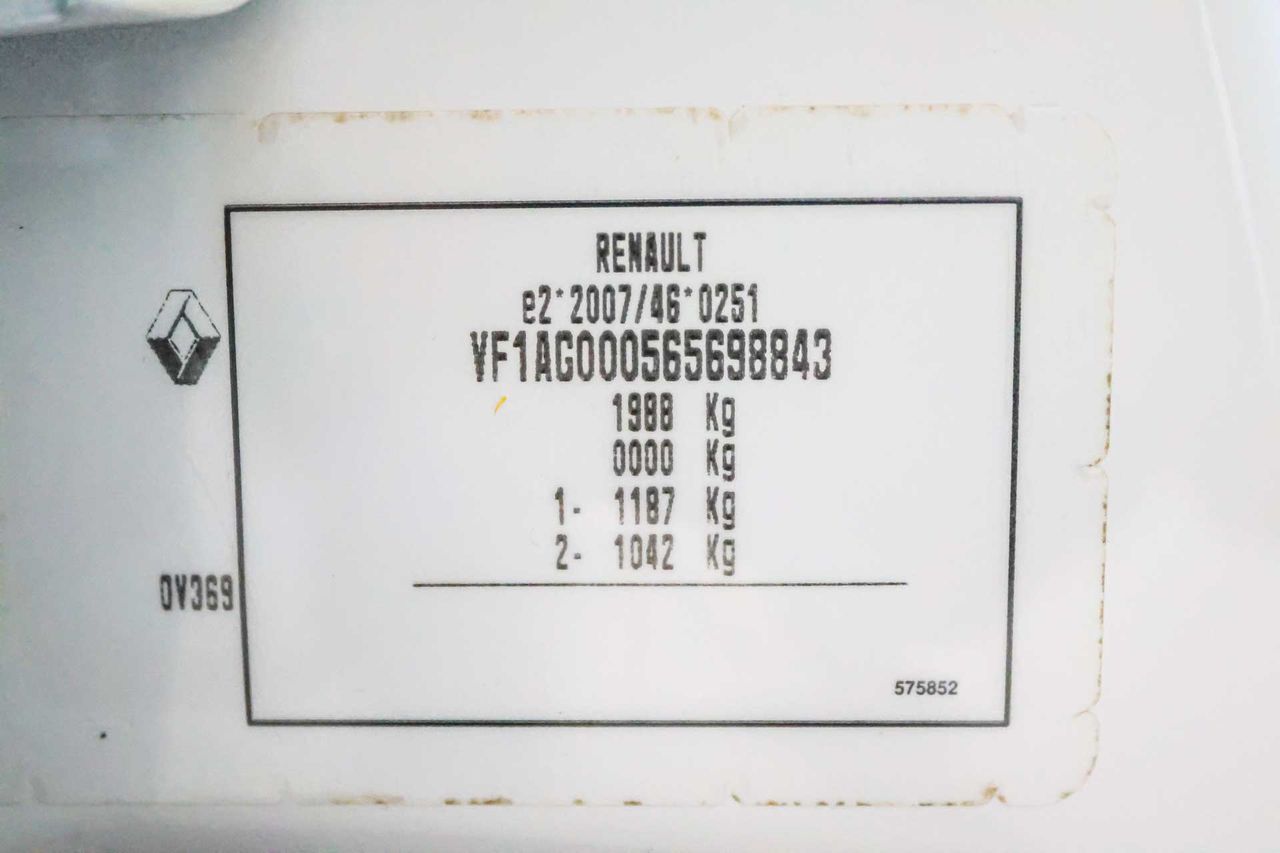 RENAULT
e2*2007/46*0251
VF1AG000565698843
1988 Kg
0000 Kg
1- 1187 Kg
2- 1042 Kg
0V369
575852